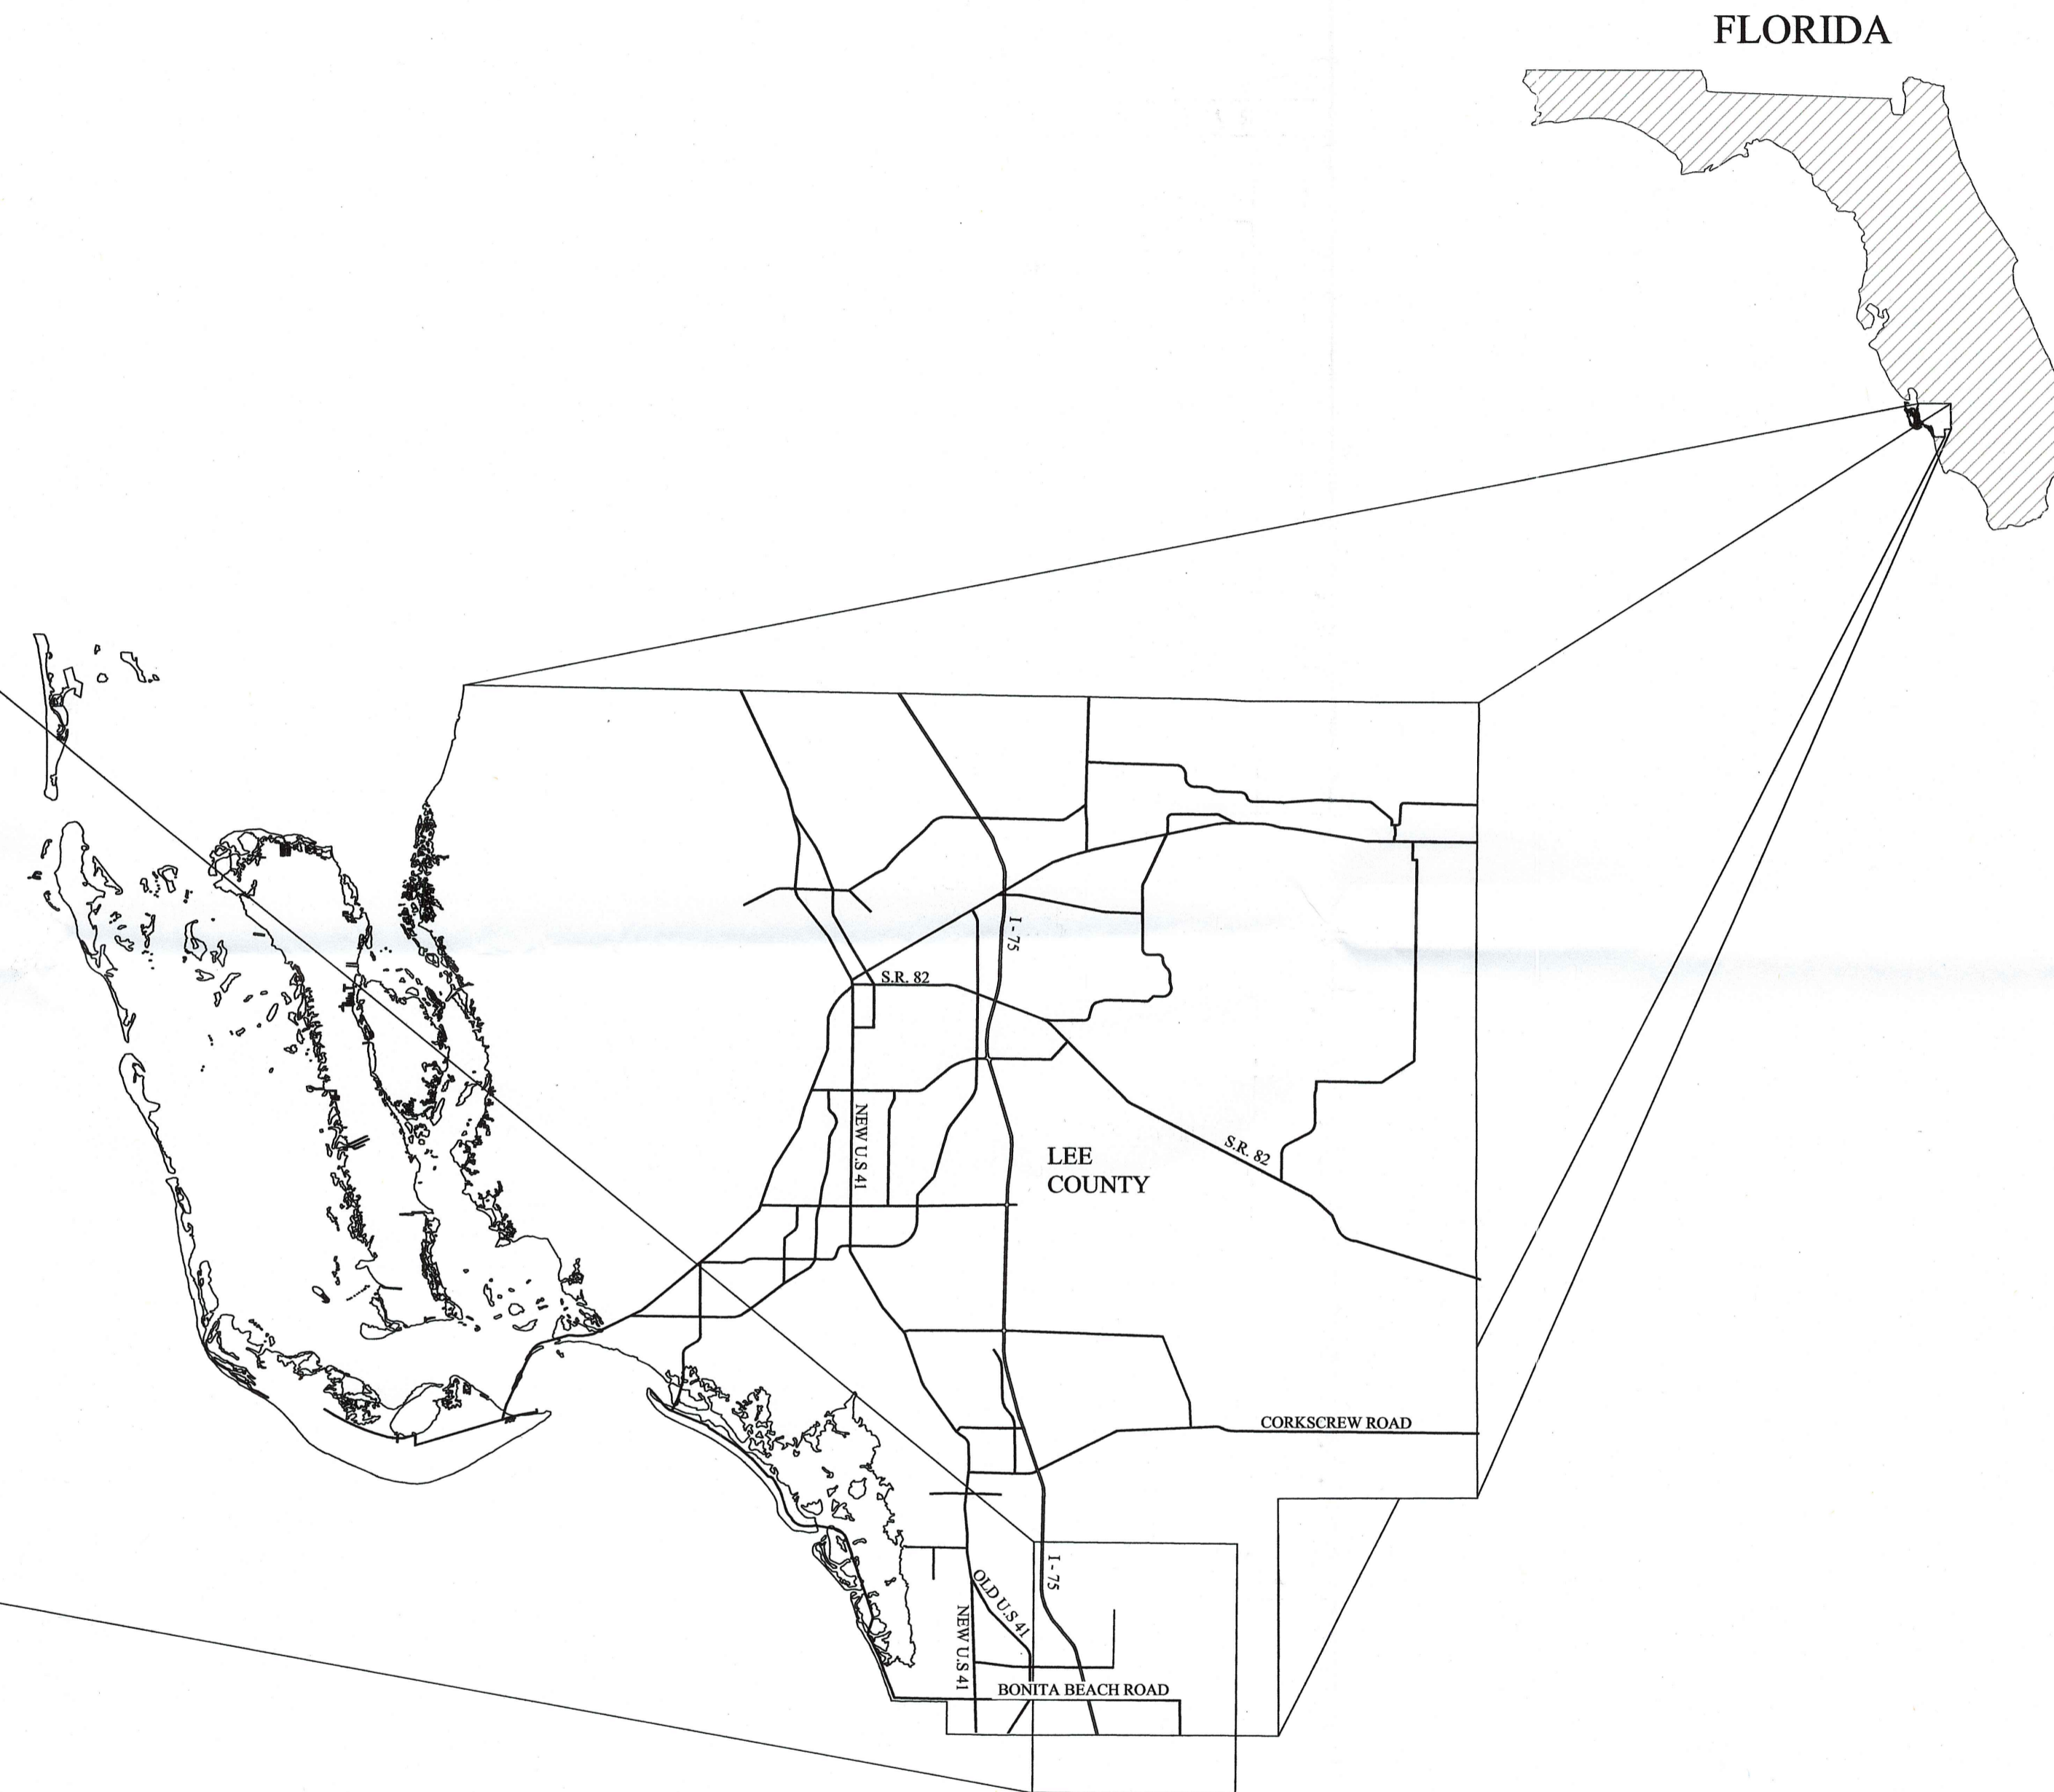 FLORIDA
I - 75
S.R. 82
NEW U.S 41
LEE
COUNTY
S.R. 82
CORKSCREW ROAD
I - 75
OLD U.S 41
NEW U.S 41
BONITA BEACH ROAD